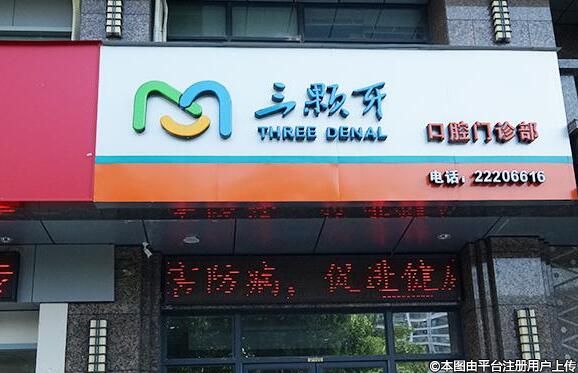 三颗牙
THREE DENAL
口腔门诊部
电话：22206616
防病，促进健
©本图由平台注册用户上传